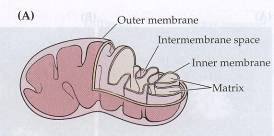 (A)
Outer membrane
Intermembrane space
Inner membrane
Matrix